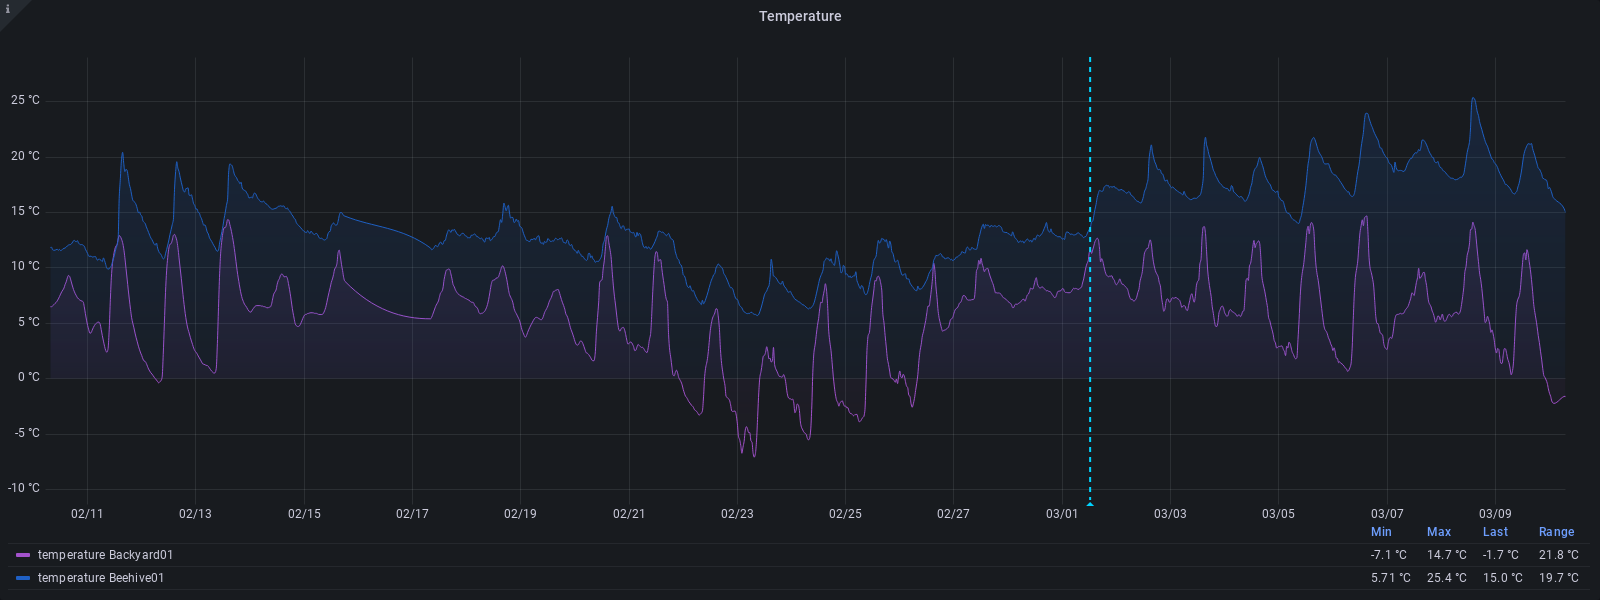 i
Temperature
25 °C
20 °C
15 °C
10 °C
5 °C
0 °C
-5 °C
-10 °C
02/11 02/13 02/15 02/17 02/19 02/21 02/23 02/25 02/27 03/01 03/03 03/05 03/07 03/09
Min Max Last Range
temperature Backyard01 -7.1 °C 14.7 °C -1.7 °C 21.8 °C
temperature Beehive01 5.71 °C 25.4 °C 15.0 °C 19.7 °C